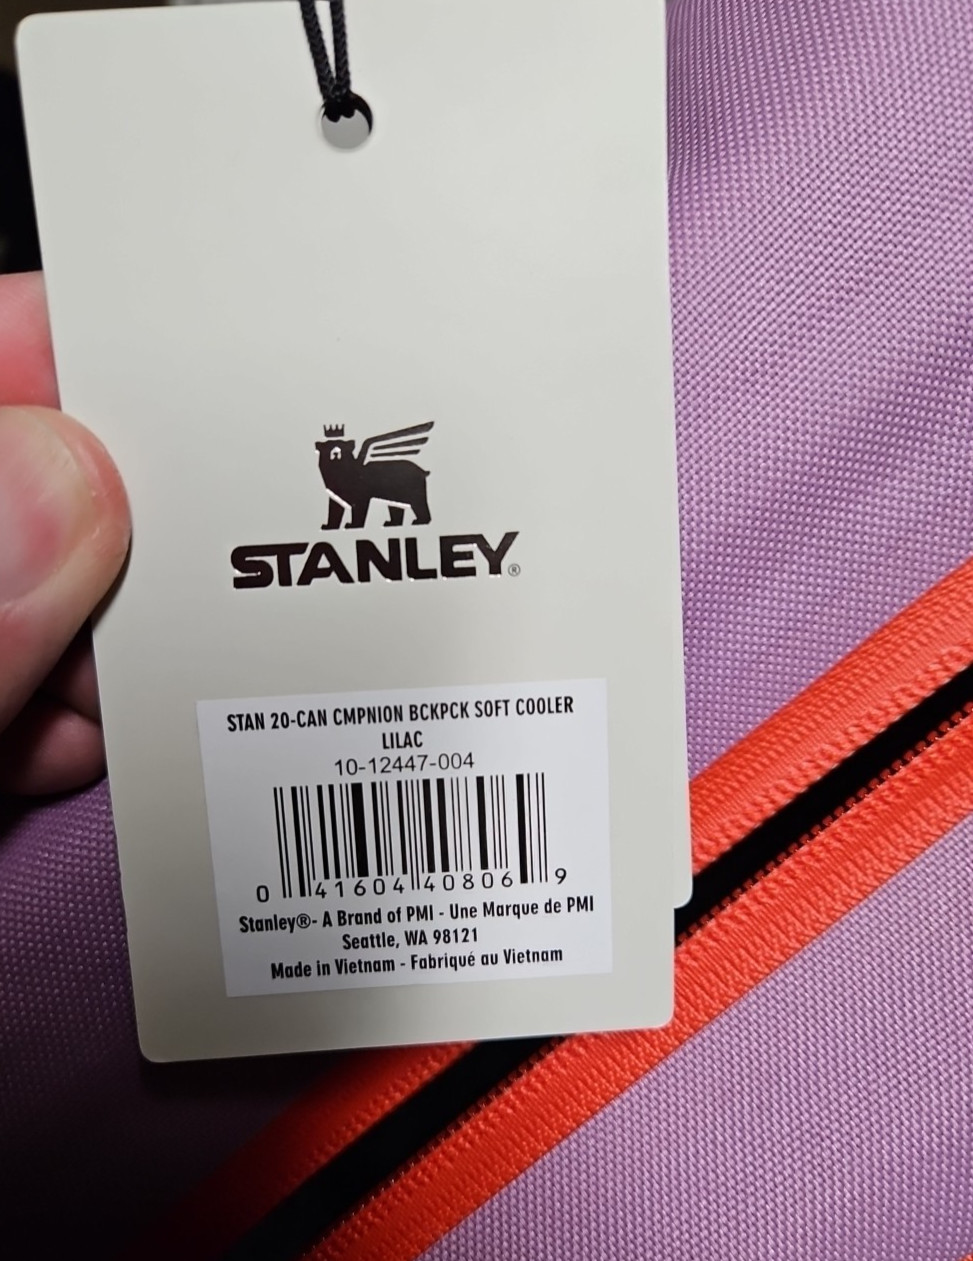 STANLEY®
STAN 20-CAN CMPNION BCKPCK SOFT COOLER
LILAC
10-12447-004
0 41604 40806 9
Stanley®- A Brand of PMI - Une Marque de PMI
Seattle, WA 98121
Made in Vietnam - Fabriqué au Vietnam